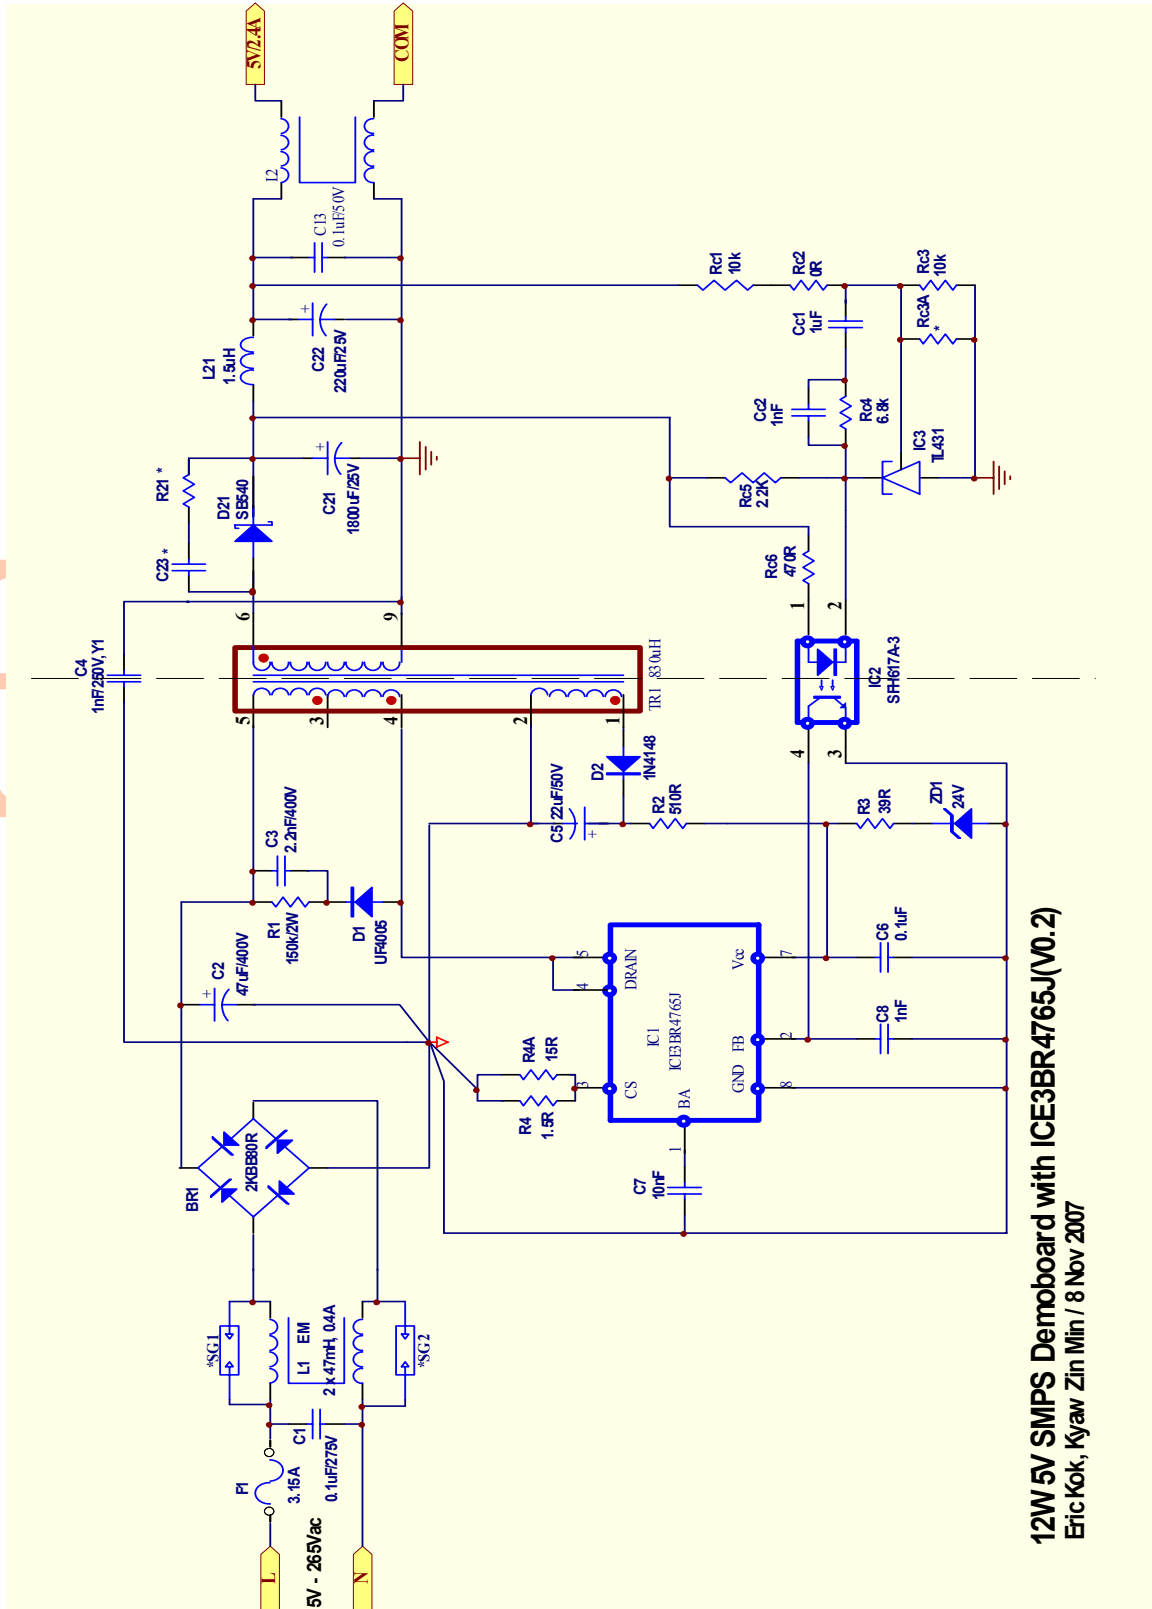 L
5V - 265Vac
N
F1
3.15A
C1
0.1uF/275V
*SG1
L1 EM
2 x 47mH, 0.4A
*SG2
BR1
2KBB80R
C2
47uF/400V
+
R1
150k/2W
C3
2.2nF/400V
D1
UF4005
C4
1nF/250V, Y1
5
3
4
2
1
6
9
TR1 830uH
C23 *
R21 *
D21
SB540
C21
1800uF/25V
+
L21
1.5uH
C22
220uF/25V
+
C13
0.1uF/50V
L2
5V/2.4A
COM
C5 22uF/50V
+
D2
1N4148
R2
510R
R3
39R
ZD1
24V
R4
1.5R
R4A
15R
3
CS
4
5
DRAIN
IC1
ICE3BR4765J
BA
1
GND
8
FB
2
Vcc
7
C7
10nF
C8
1nF
C6
0.1uF
4
3
1
2
IC2
SFH617A-3
Rc6
470R
Rc5
2.2K
Cc2
1nF
Rc4
6.8k
Cc1
1uF
Rc1
10k
Rc2
0R
Rc3
10k
Rc3A
*
IC3
TL431
12W 5V SMPS Demoboard with ICE3BR4765J(V0.2)
Eric Kok, Kyaw Zin Min / 8 Nov 2007